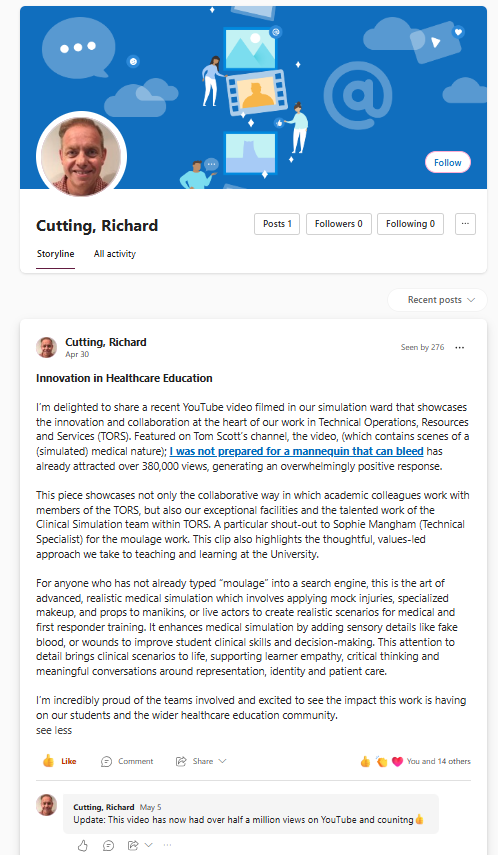 Follow
Cutting, Richard
Posts 1
Followers 0
Following 0
...
Storyline
All activity
Recent posts
Cutting, Richard
Apr 30
Seen by 276
...
Innovation in Healthcare Education
I'm delighted to share a recent YouTube video filmed in our simulation ward that showcases
the innovation and collaboration at the heart of our work in Technical Operations, Resources
and Services (TORS). Featured on Tom Scott's channel, the video, (which contains scenes of a
(simulated) medical nature); I was not prepared for a mannequin that can bleed has
already attracted over 380,000 views, generating an overwhelmingly positive response.
This piece showcases not only the collaborative way in which academic colleagues work with
members of the TORS, but also our exceptional facilities and the talented work of the
Clinical Simulation team within TORS. A particular shout-out to Sophie Mangham (Technical
Specialist) for the moulage work. This clip also highlights the thoughtful, values-led
approach we take to teaching and learning at the University.
For anyone who has not already typed "moulage" into a search engine, this is the art of
advanced, realistic medical simulation which involves applying mock injuries, specialized
makeup, and props to manikins, or live actors to create realistic scenarios for medical and
first responder training. It enhances medical simulation by adding sensory details like fake
blood, or wounds to improve student clinical skills and decision-making. This attention to
detail brings clinical scenarios to life, supporting learner empathy, critical thinking and
meaningful conversations around representation, identity and patient care.
I'm incredibly proud of the teams involved and excited to see the impact this work is having
on our students and the wider healthcare education community.
see less
Like
Comment
Share
You and 14 others
Cutting, Richard May 5
Update: This video has now had over half a million views on YouTube and counitng👍
...